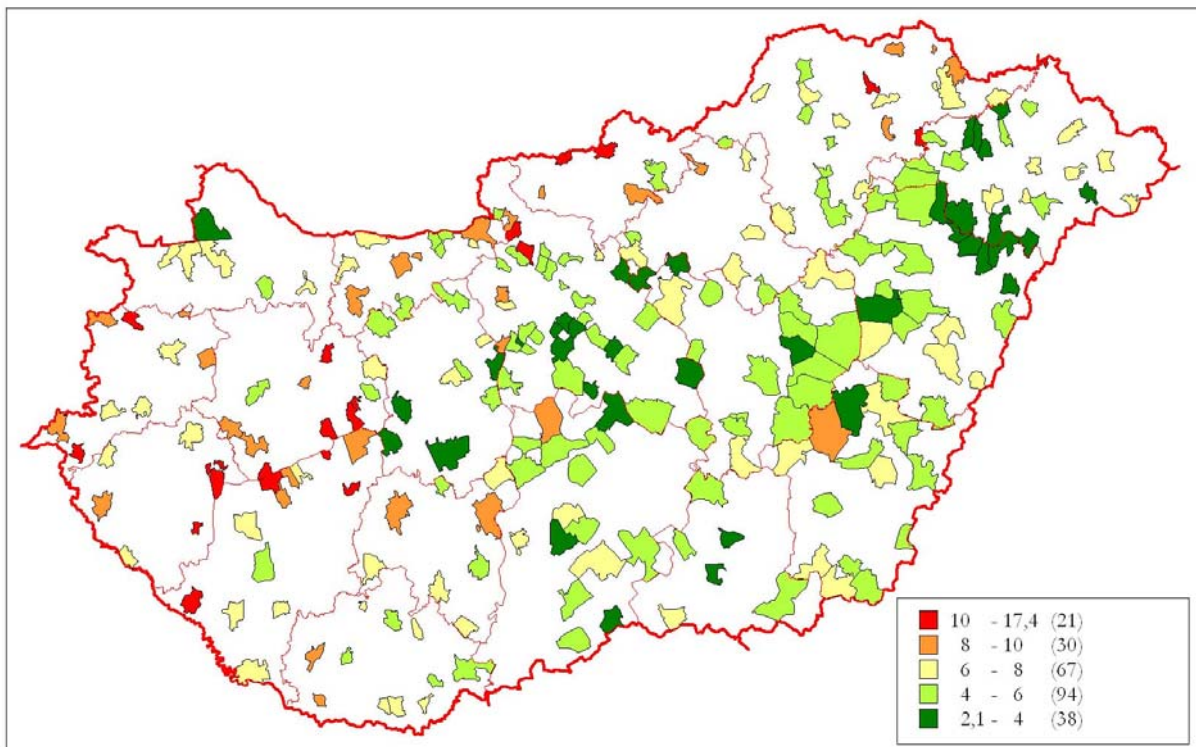 10 - 17,4 (21)
8 - 10 (30)
6 - 8 (67)
4 - 6 (94)
2,1 - 4 (38)